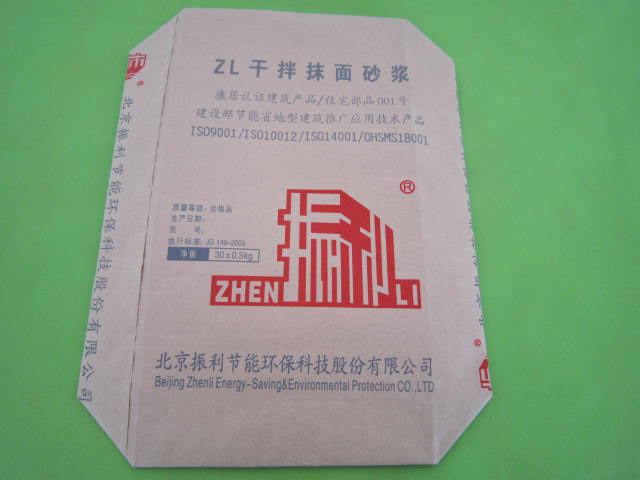 ZL干拌抹面砂浆
康居认证建筑产品/住宅部品001号
建设部节能省地型建筑推广应用技术产品
ISO9001/ISO10012/ISO14001/OHSMS18001
质量等级：合格品
生产日期：
批 号：
执行标准：JG 149-2003
净重 30±0.3kg
®
ZHEN 振利 LI
北京振利节能环保科技股份有限公司
Beijing Zhenli Energy-Saving&Environmental Protection CO.,LTD
®
北京振利节能环保科技股份有限公司
®